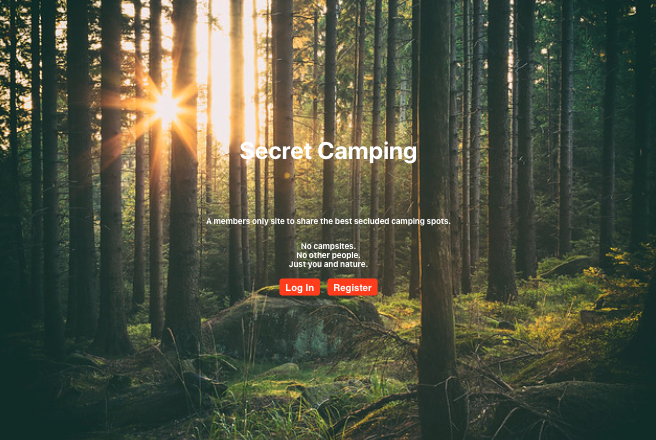 Secret Camping
A members only site to share the best secluded camping spots.
No campsites.
No other people.
Just you and nature.
Log In
Register